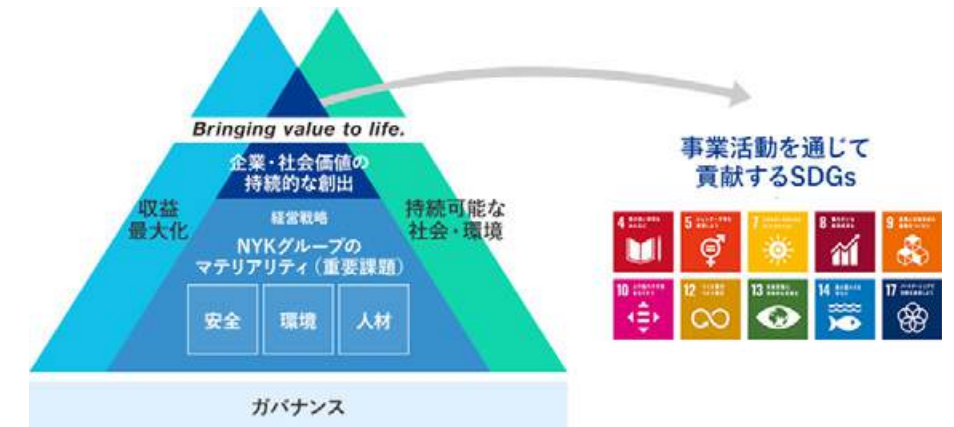 Bringing value to life.
企業・社会価値の
持続的な創出
収益
最大化
持続可能な
社会・環境
経営戦略
NYKグループの
マテリアリティ（重要課題）
安全
環境
人材
ガバナンス
事業活動を通じて
貢献するSDGs
4
5
7
8
9
10
12
13
14
17